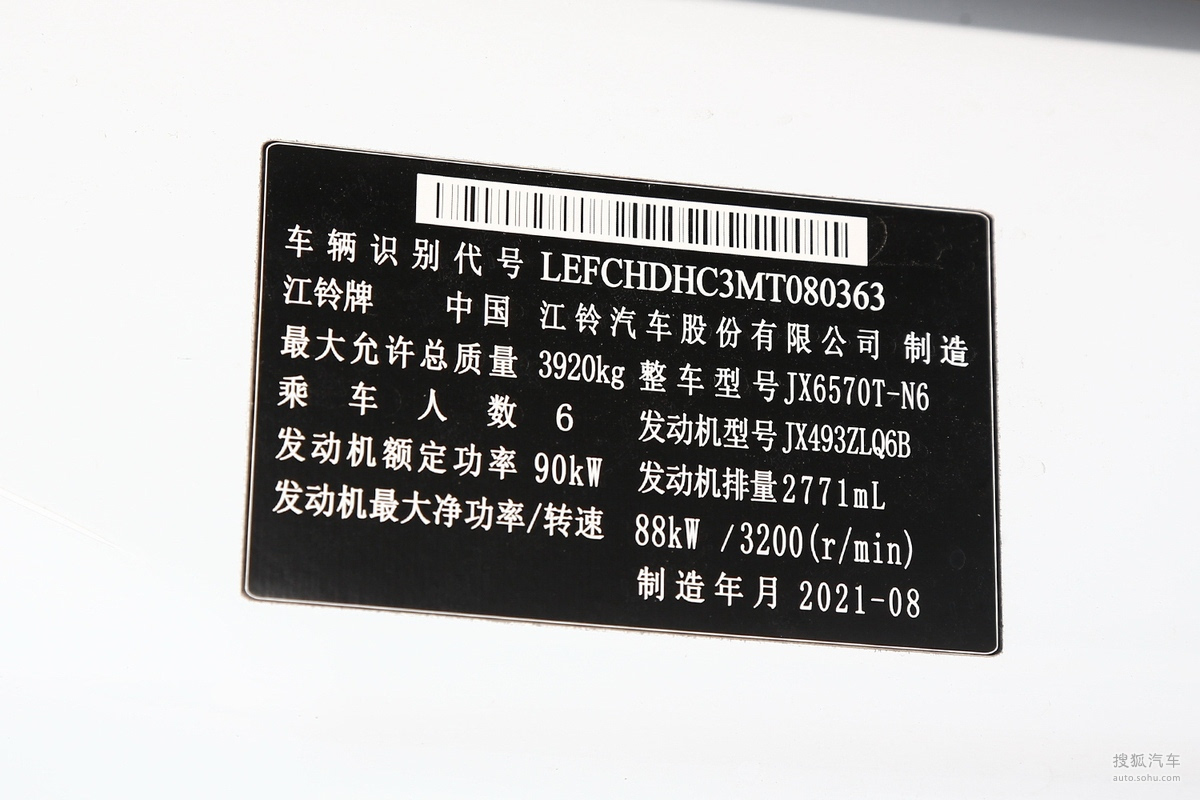 车辆识别代号 LEFCHDHC3MT080363
江铃牌 中国 江铃汽车股份有限公司 制造
最大允许总质量 3920kg 整车型号 JX6570T-N6
乘车人数 6 发动机型号 JX493ZLQ6B
发动机额定功率 90kW 发动机排量 2771mL
发动机最大净功率/转速 88kW /3200(r/min)
制造年月 2021-08
搜狐汽车
auto.sohu.com